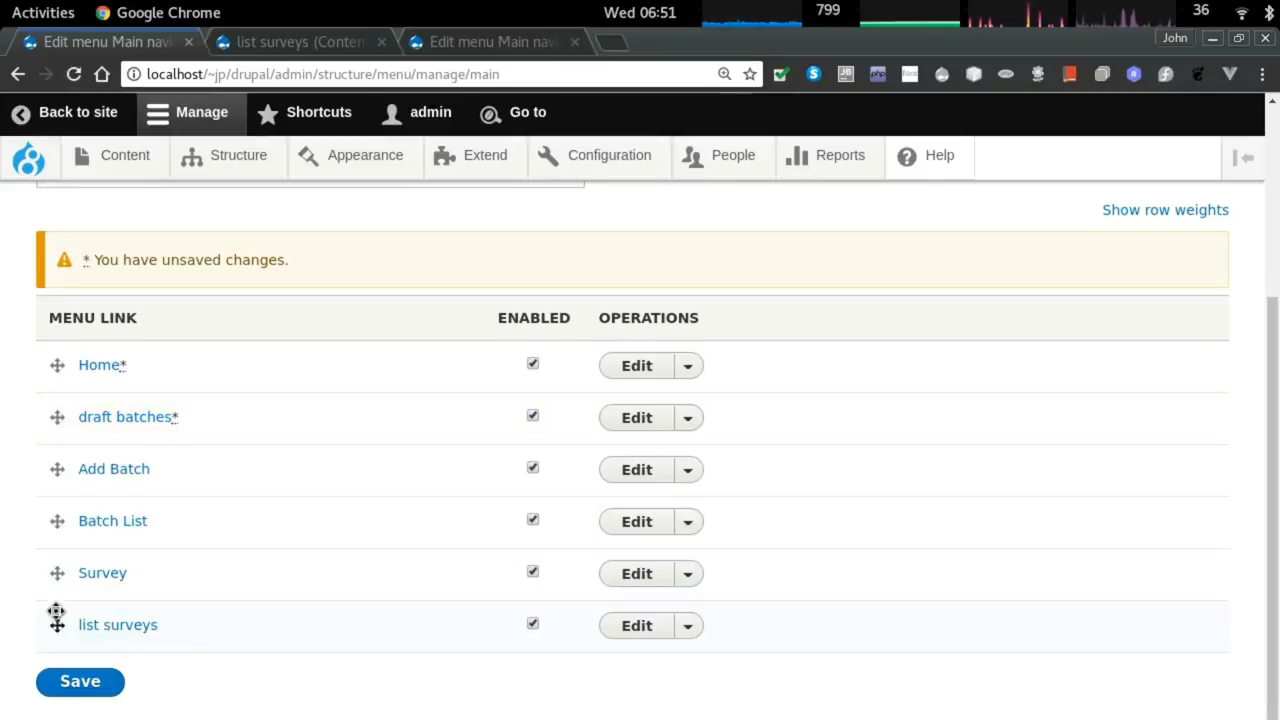 Activities Google Chrome Wed 06:51 799 36
Edit menu Main navi list surveys (Conten Edit menu Main navi John
localhost/~jp/drupal/admin/structure/menu/manage/main
Back to site Manage Shortcuts admin Go to
Content Structure Appearance Extend Configuration People Reports Help
Show row weights
* You have unsaved changes.
MENU LINK ENABLED OPERATIONS
Home* Edit
draft batches* Edit
Add Batch Edit
Batch List Edit
Survey Edit
list surveys Edit
Save